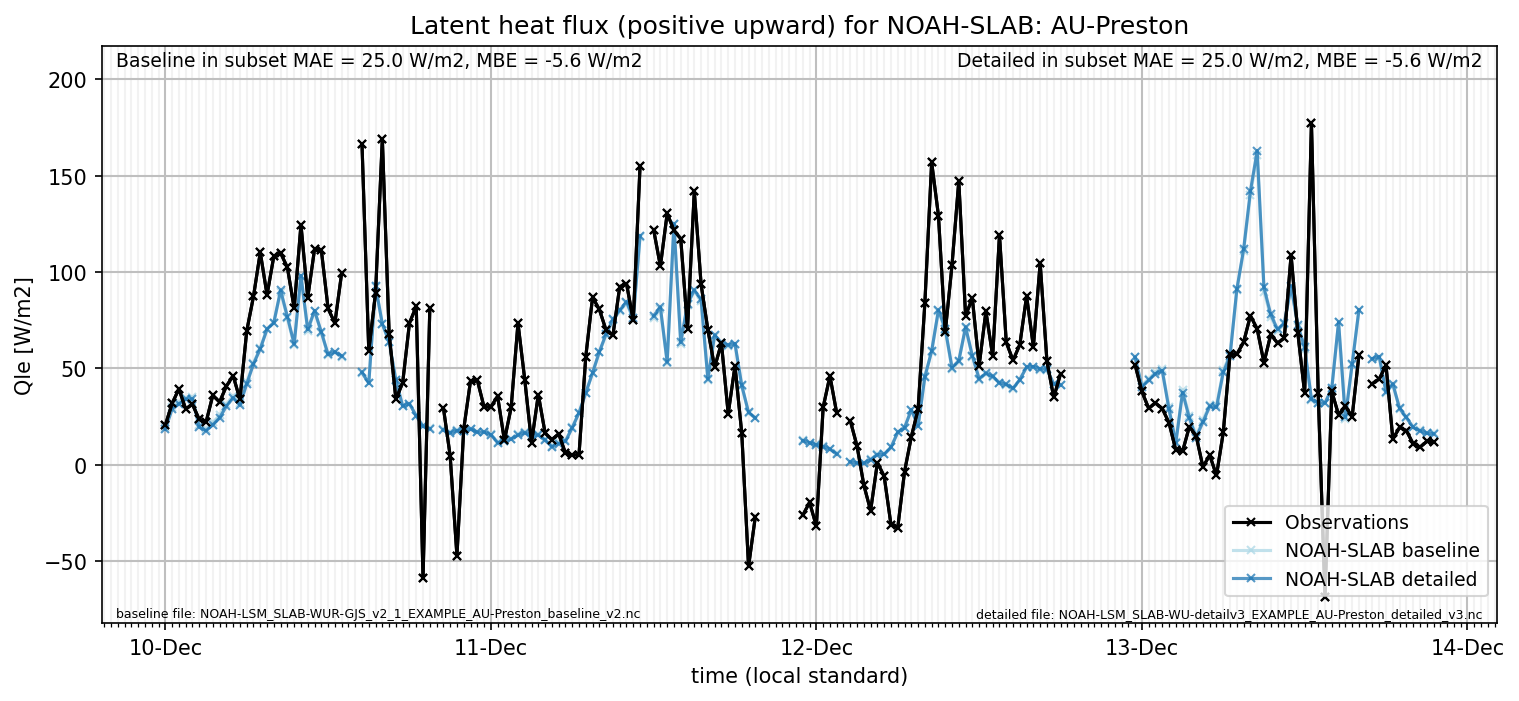 Latent heat flux (positive upward) for NOAH-SLAB: AU-Preston
Baseline in subset MAE = 25.0 W/m2, MBE = -5.6 W/m2
Detailed in subset MAE = 25.0 W/m2, MBE = -5.6 W/m2
200
150
100
50
0
−50
Qle [W/m2]
Observations
NOAH-SLAB baseline
NOAH-SLAB detailed
baseline file: NOAH-LSM_SLAB-WUR-GJS_v2_1_EXAMPLE_AU-Preston_baseline_v2.nc
detailed file: NOAH-LSM_SLAB-WU-detailv3_EXAMPLE_AU-Preston_detailed_v3.nc
10-Dec
11-Dec
12-Dec
13-Dec
14-Dec
time (local standard)